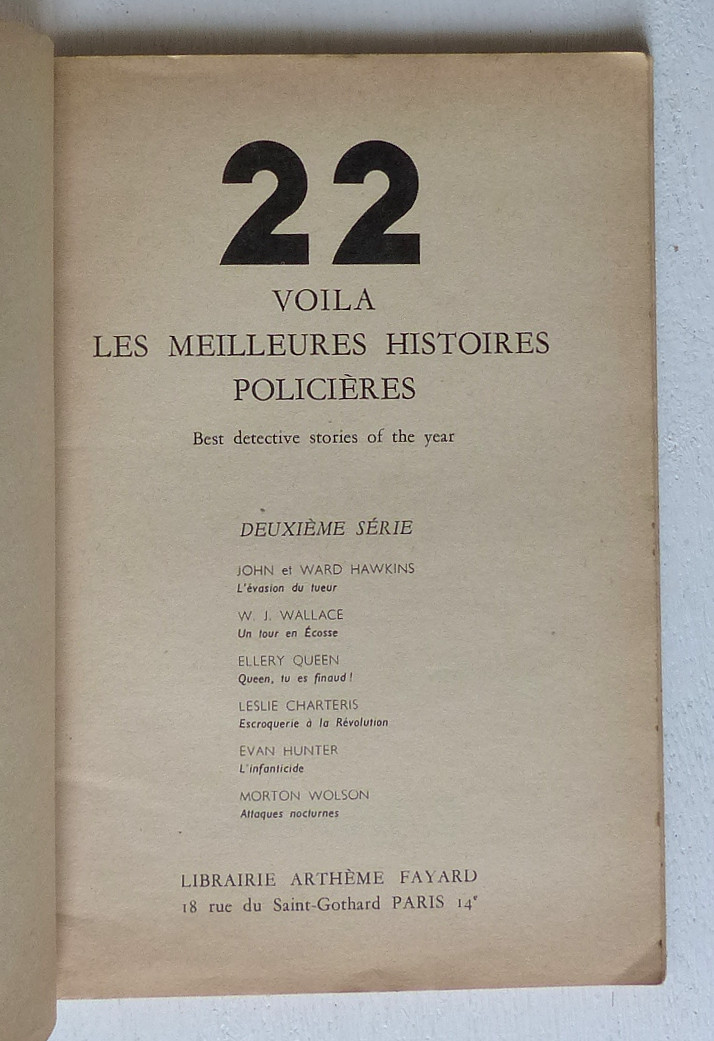 22
VOILA
LES MEILLEURES HISTOIRES
POLICIÈRES
Best detective stories of the year
DEUXIÈME SÉRIE
JOHN et WARD HAWKINS
L'évasion du tueur
W. J. WALLACE
Un tour en Écosse
ELLERY QUEEN
Queen, tu es finaud !
LESLIE CHARTERIS
Escroquerie à la Révolution
EVAN HUNTER
L'infanticide
MORTON WOLSON
Attaques nocturnes
LIBRAIRIE ARTHÈME FAYARD
18 rue du Saint-Gothard PARIS 14e